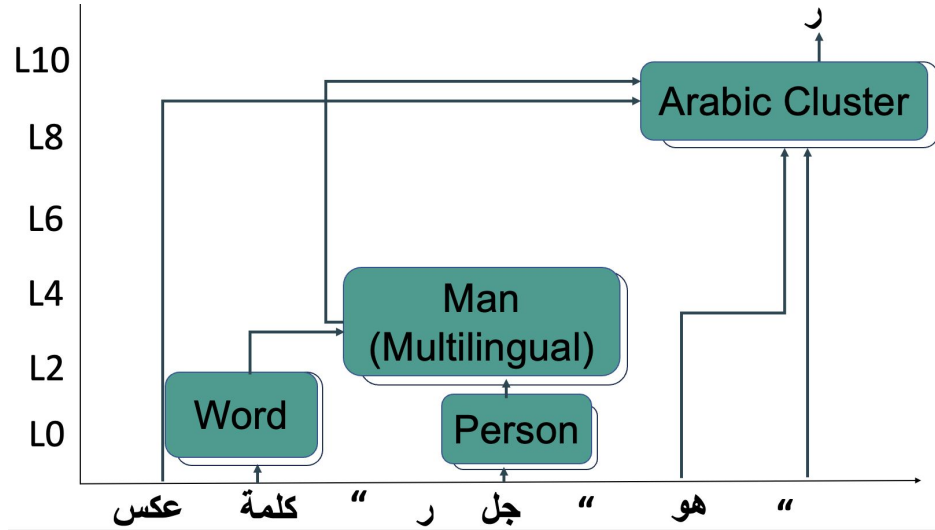 ر
L10
Arabic Cluster
L8
L6
L4
Man
(Multilingual)
L2
Word
Person
L0
عكس كلمة “ ر جل “ هو “